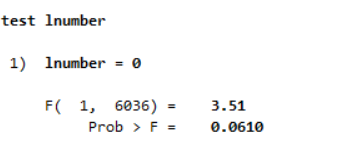 test lnumber
1) lnumber = 0
F( 1, 6036) = 3.51
Prob > F = 0.0610